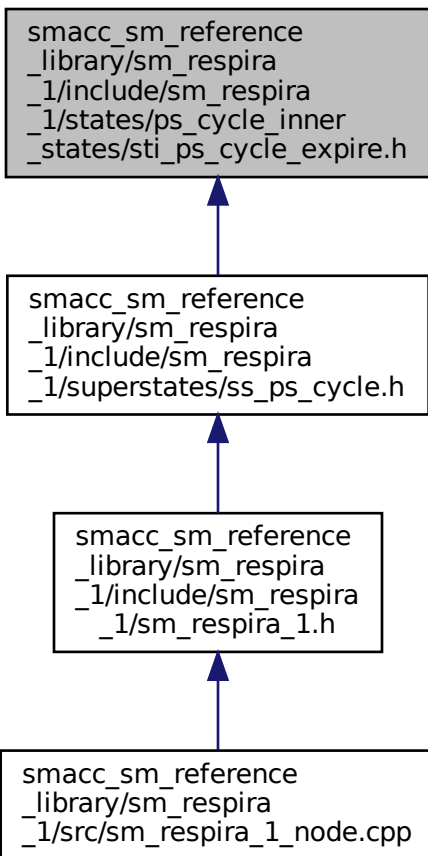 smacc_sm_reference
_library/sm_respira
_1/include/sm_respira
_1/states/ps_cycle_inner
_states/sti_ps_cycle_expire.h
smacc_sm_reference
_library/sm_respira
_1/include/sm_respira
_1/superstates/ss_ps_cycle.h
smacc_sm_reference
_library/sm_respira
_1/include/sm_respira
_1/sm_respira_1.h
smacc_sm_reference
_library/sm_respira
_1/src/sm_respira_1_node.cpp